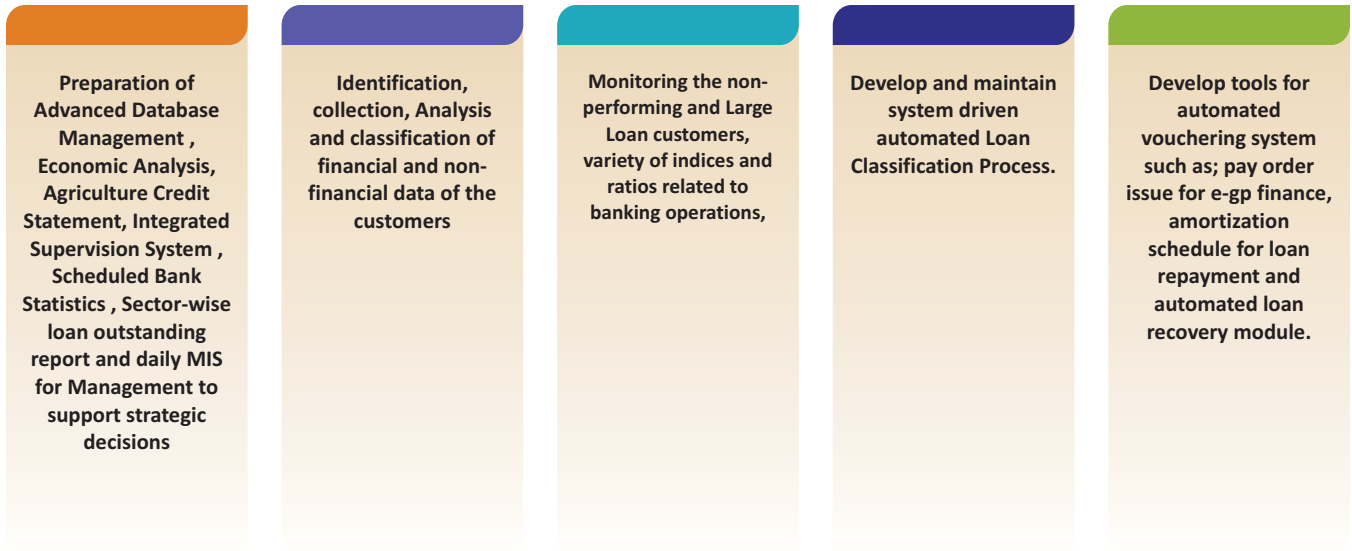 Preparation of
Advanced Database
Management ,
Economic Analysis,
Agriculture Credit
Statement, Integrated
Supervision System ,
Scheduled Bank
Statistics , Sector-wise
loan outstanding
report and daily MIS
for Management to
support strategic
decisions
Identification,
collection, Analysis
and classification of
financial and non-
financial data of the
customers
Monitoring the non-
performing and Large
Loan customers,
variety of indices and
ratios related to
banking operations,
Develop and maintain
system driven
automated Loan
Classification Process.
Develop tools for
automated
vouchering system
such as; pay order
issue for e-gp finance,
amortization
schedule for loan
repayment and
automated loan
recovery module.